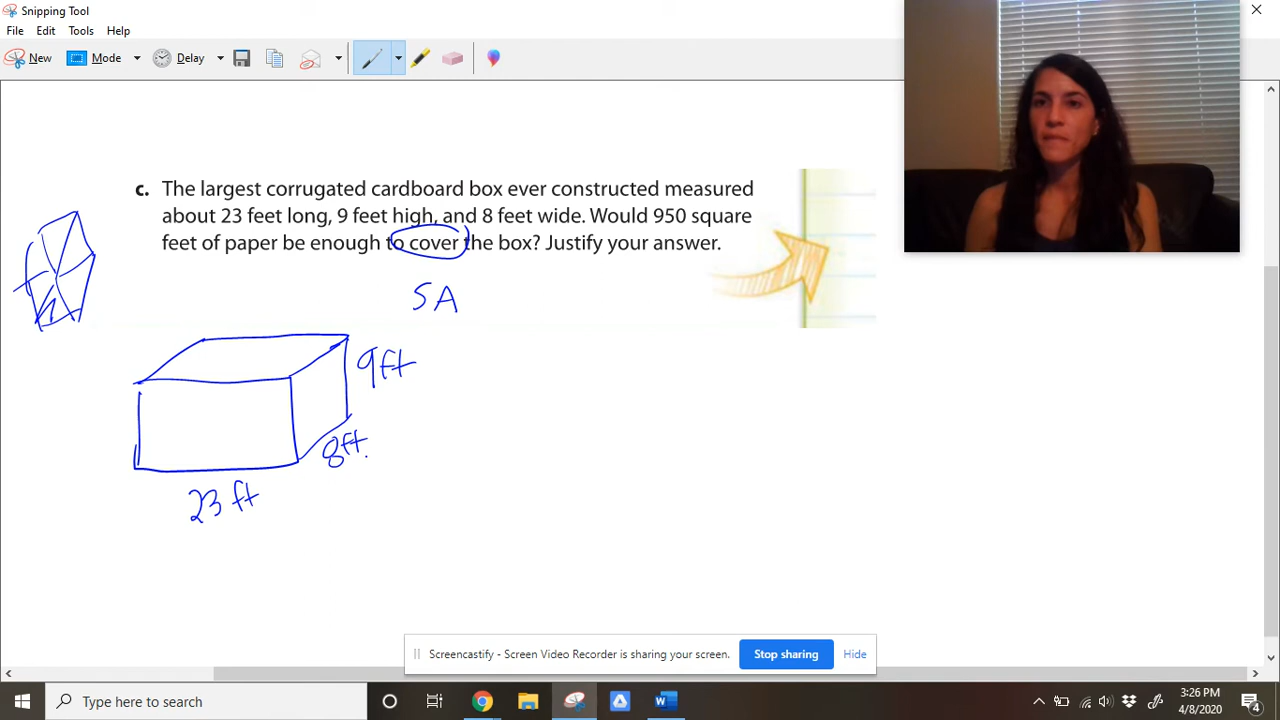 Snipping Tool
File Edit Tools Help
New Mode Delay
c. The largest corrugated cardboard box ever constructed measured
about 23 feet long, 9 feet high, and 8 feet wide. Would 950 square
feet of paper be enough to cover the box? Justify your answer.
SA
9ft
8ft.
23 ft
Screencastify - Screen Video Recorder is sharing your screen. Stop sharing Hide
Type here to search
3:26 PM
4/8/2020
4